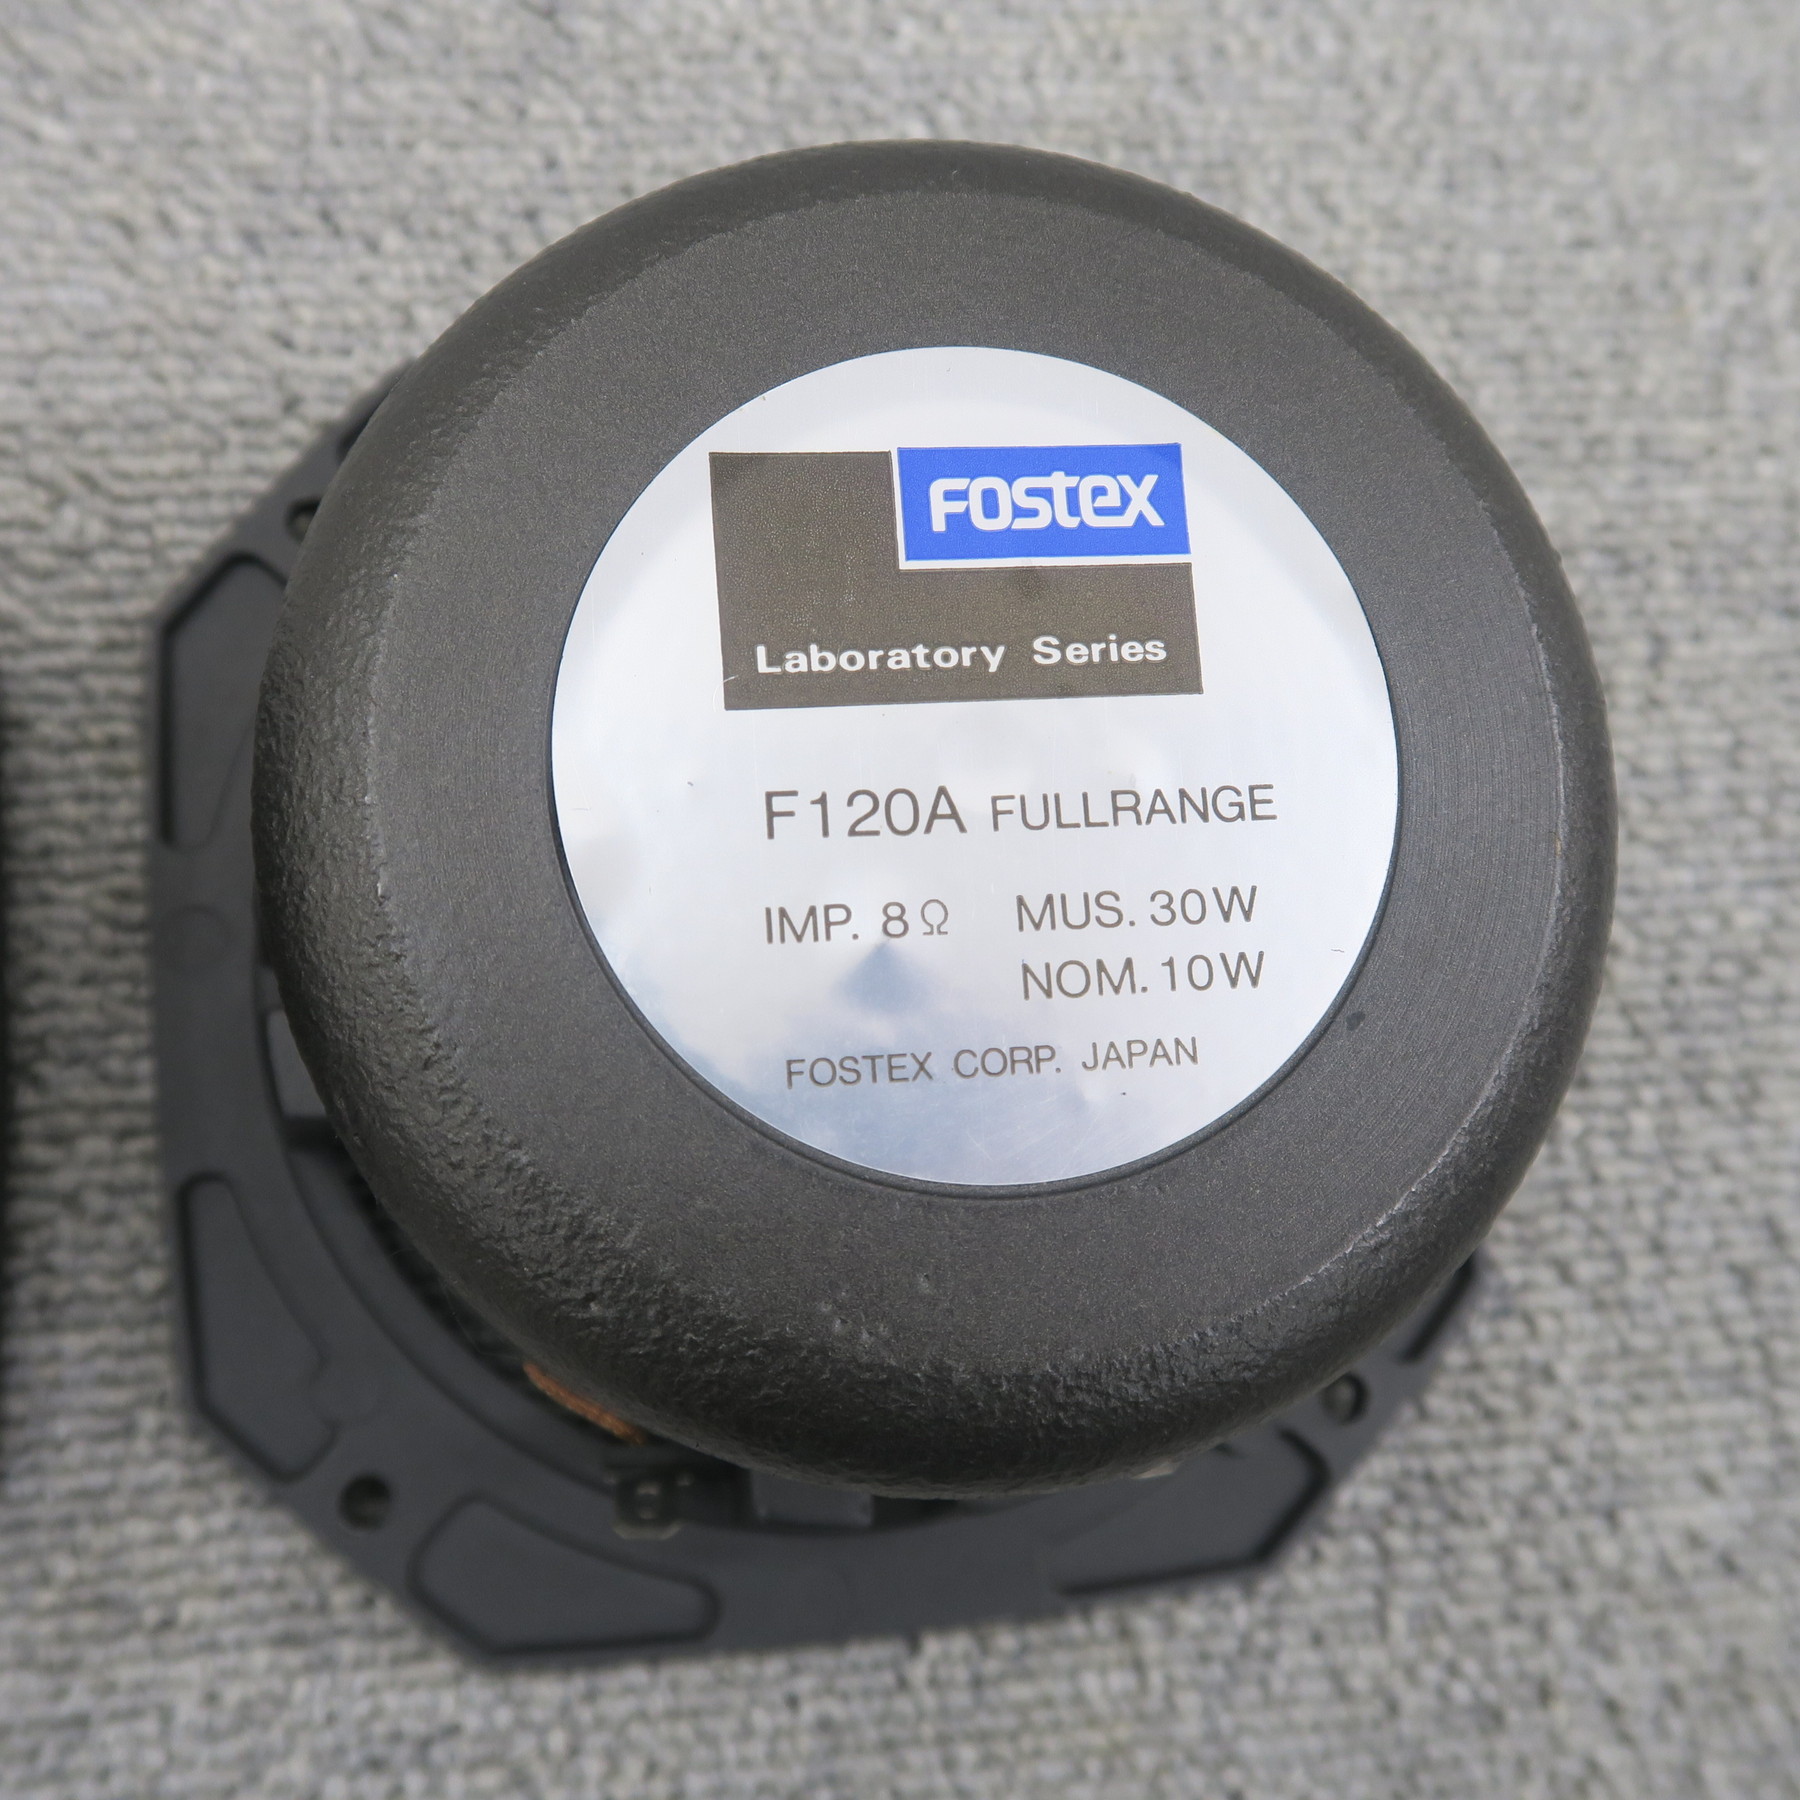 FOSTEX
Laboratory Series
F120A FULLRANGE
IMP. 8Ω MUS. 30W
NOM. 10W
FOSTEX CORP. JAPAN